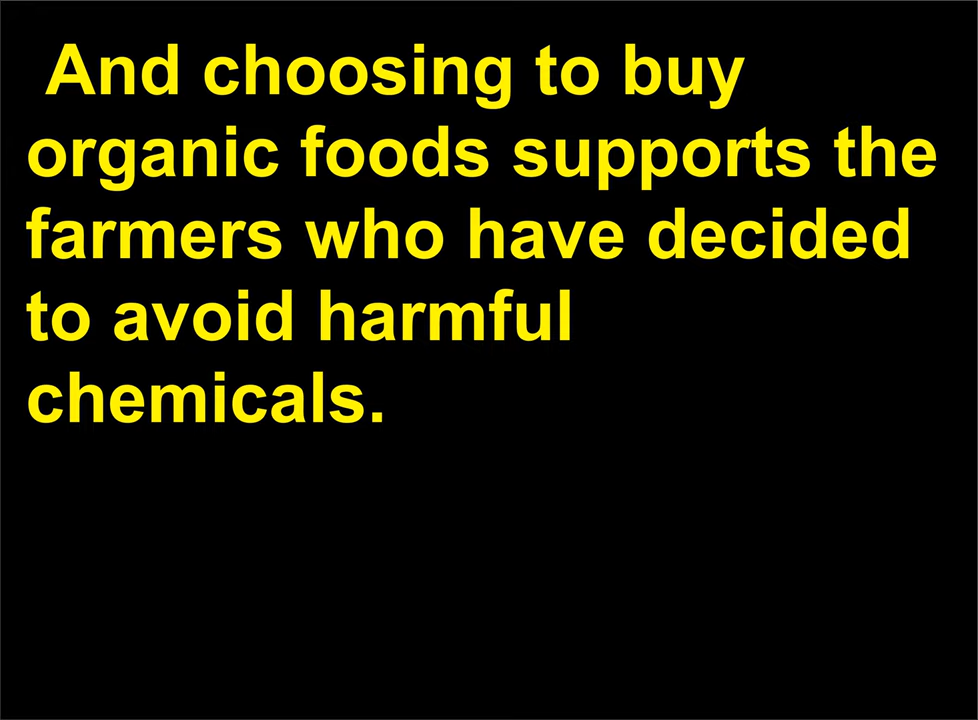 And choosing to buy
organic foods supports the
farmers who have decided
to avoid harmful
chemicals.